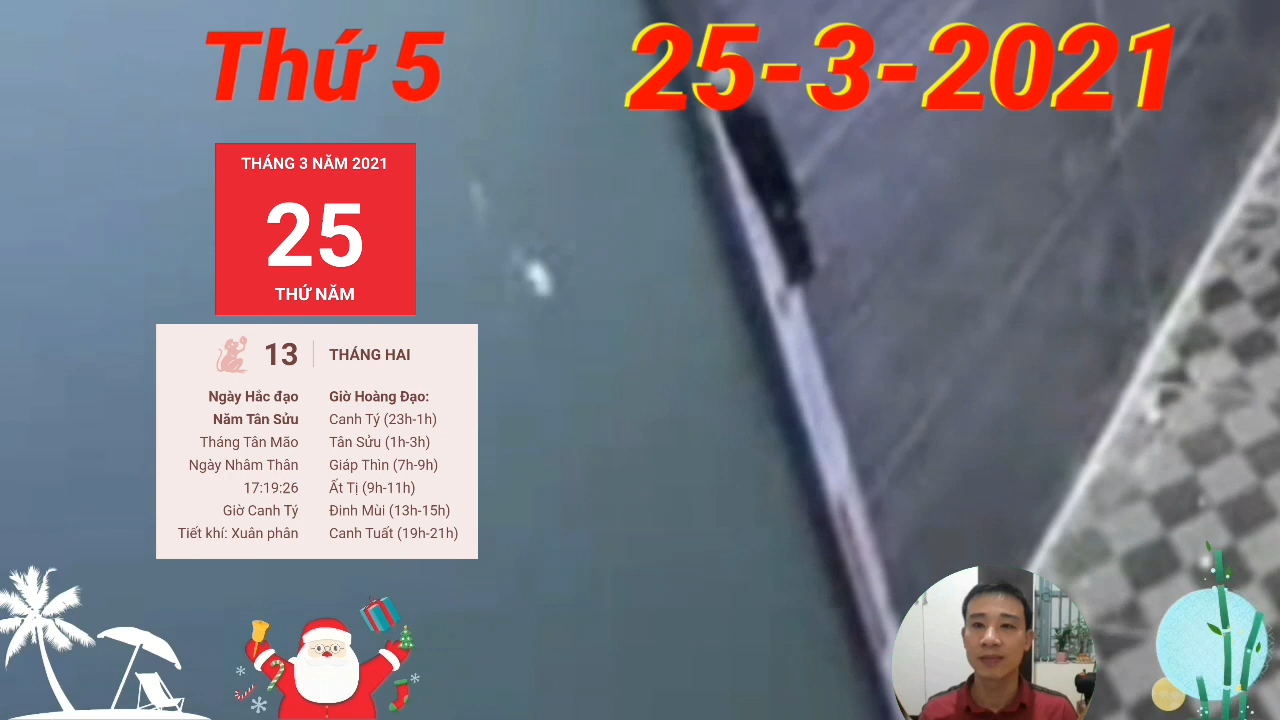 Thứ 5
25-3-2021
THÁNG 3 NĂM 2021
25
THỨ NĂM
13
THÁNG HAI
Ngày Hắc đạo
Năm Tân Sửu
Tháng Tân Mão
Ngày Nhâm Thân
17:19:26
Giờ Canh Tý
Tiết khí: Xuân phân
Giờ Hoàng Đạo:
Canh Tý (23h-1h)
Tân Sửu (1h-3h)
Giáp Thìn (7h-9h)
Ất Tị (9h-11h)
Đinh Mùi (13h-15h)
Canh Tuất (19h-21h)